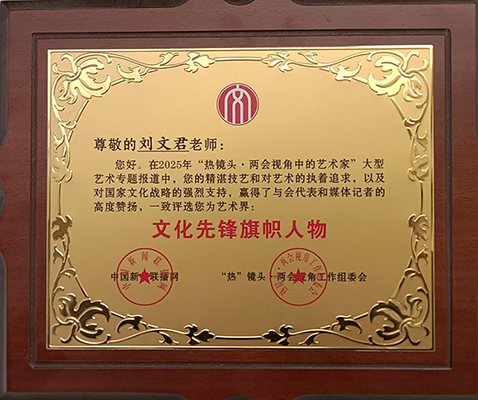 尊敬的刘文君老师：
您好。在2025年“热镜头·两会视角中的艺术家”大型
艺术专题报道中，您的精湛技艺和对艺术的执着追求，以及
对国家文化战略的强烈支持，赢得了与会代表和媒体记者的
高度赞扬，一致评选您为艺术界：
文化先锋旗帜人物
中国新闻联播网 “热”镜头·两会视角工作组委会